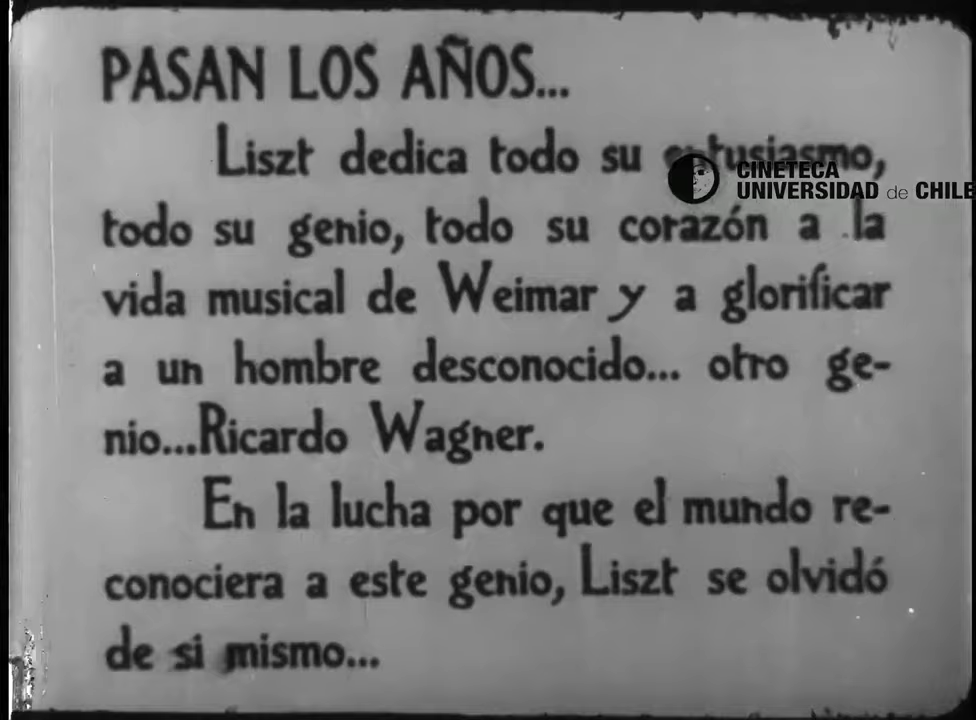 PASAN LOS AÑOS...
Liszt dedica todo su entusiasmo,
CINETECA
UNIVERSIDAD de CHILE
todo su genio, todo su corazón a la
vida musical de Weimar y a glorificar
a un hombre desconocido... otro ge-
nio...Ricardo Wagner.
En la lucha por que el mundo re-
conociera a este genio, Liszt se olvidó
de si mismo...